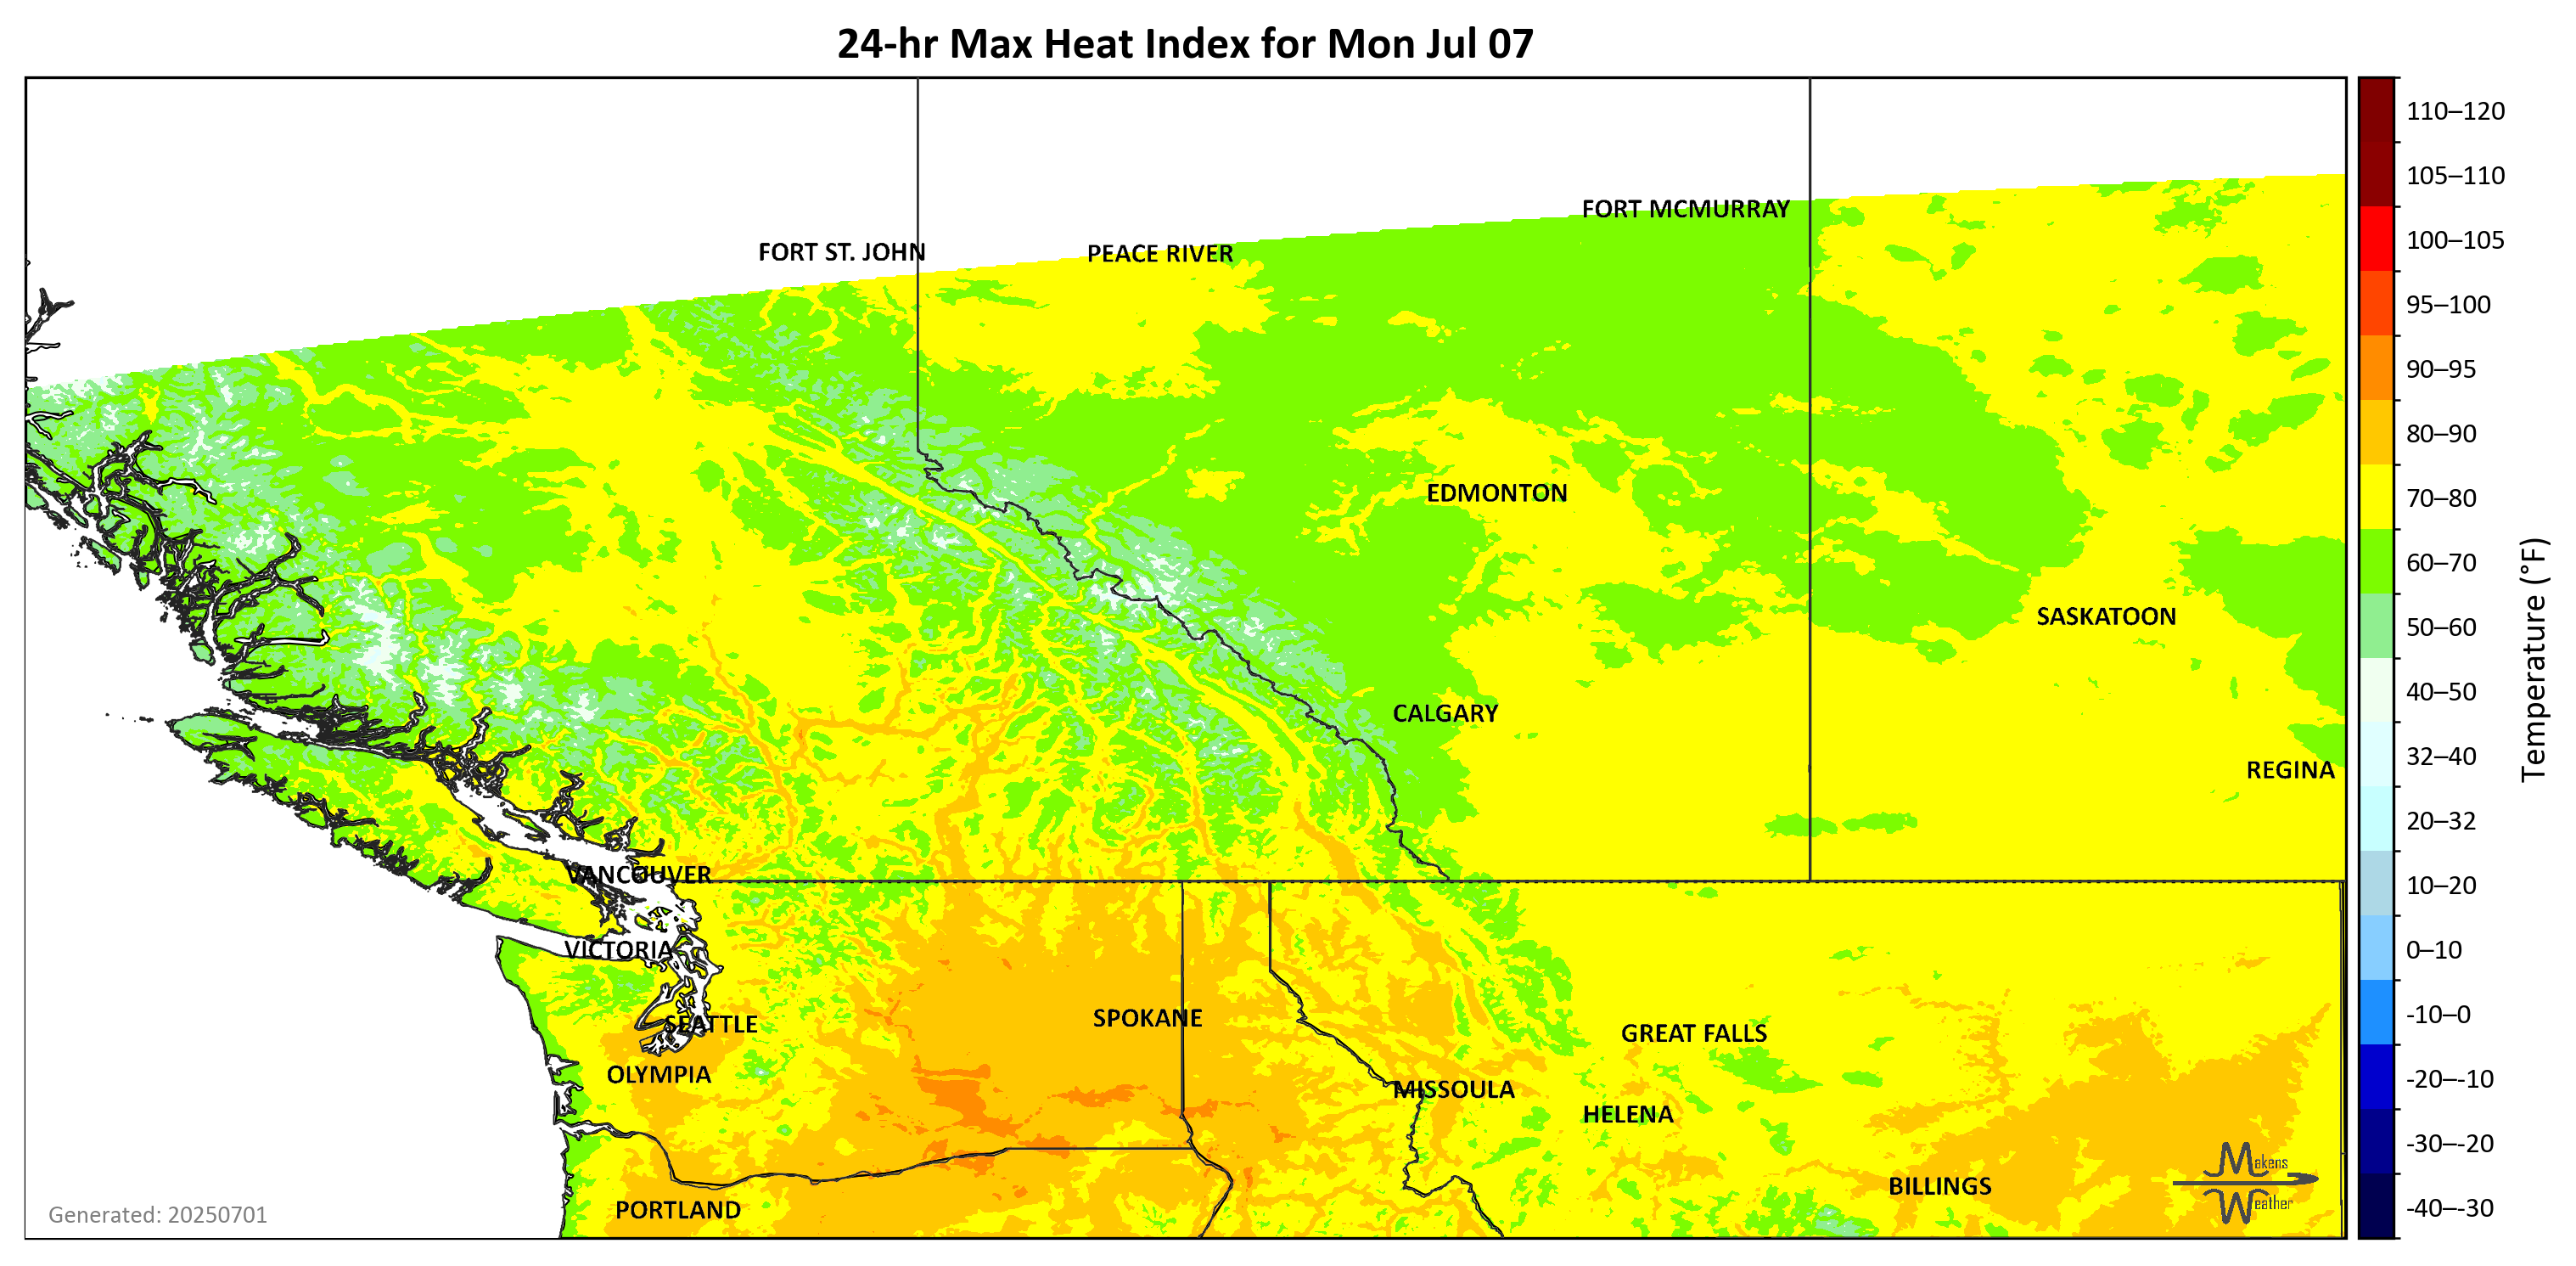 24-hr Max Heat Index for Mon Jul 07
FORT MCMURRAY
FORT ST. JOHN
PEACE RIVER
EDMONTON
SASKATOON
CALGARY
REGINA
VANCOUVER
VICTORIA
SEATTLE
SPOKANE
GREAT FALLS
OLYMPIA
MISSOULA
HELENA
BILLINGS
PORTLAND
Makens
Weather
Generated: 20250701
110–120
105–110
100–105
95–100
90–95
80–90
70–80
60–70
50–60
40–50
32–40
20–32
10–20
0–10
-10–0
-20–-10
-30–-20
-40–-30
Temperature (°F)